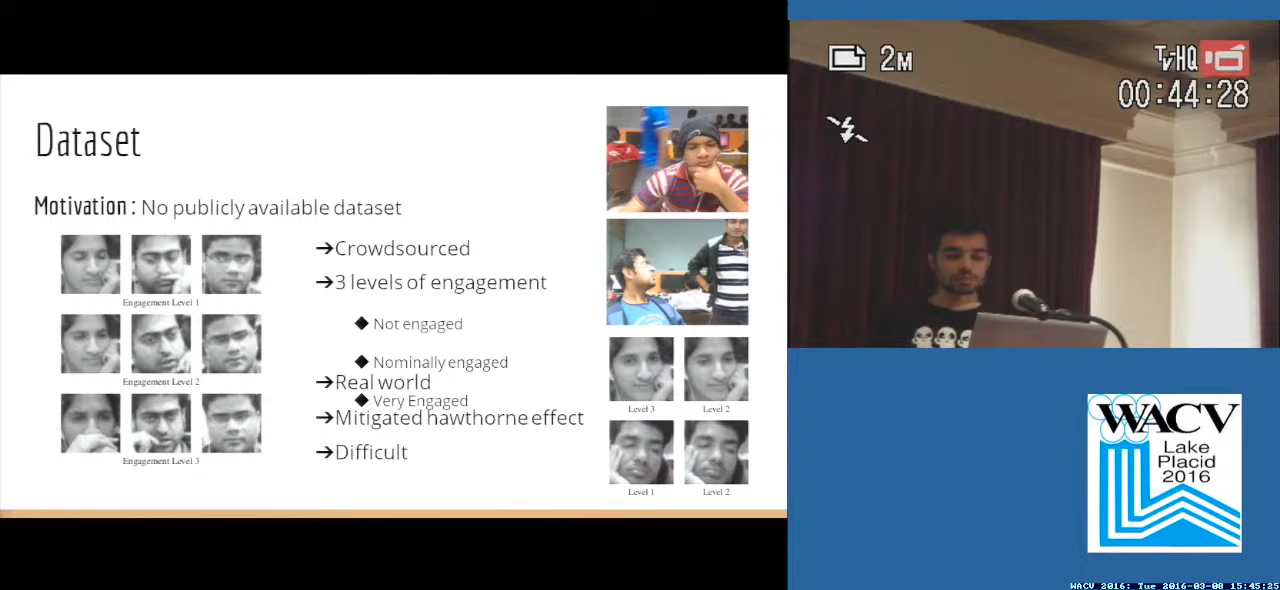 Dataset
Motivation : No publicly available dataset
Engagement Level 1
Engagement Level 2
Engagement Level 3
➔Crowdsourced
➔3 levels of engagement
◆ Not engaged
◆ Nominally engaged
➔Real world
◆ Very Engaged
➔Mitigated hawthorne effect
➔Difficult
Level 3
Level 2
Level 1
Level 2
2M
Tv-HQ
00:44:28
WACV
Lake
Placid
2016
WACV 2016: Tue 2016-03-08 15:45:25